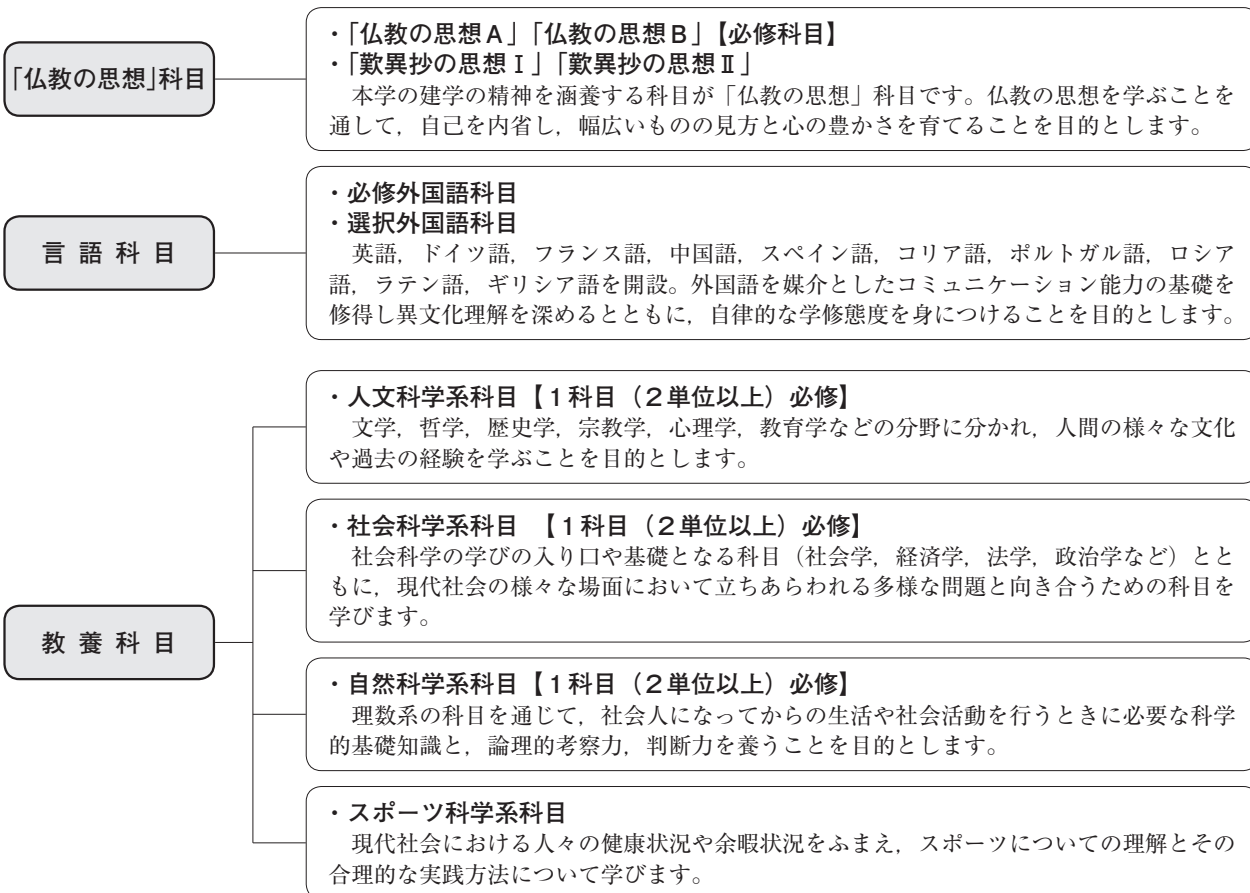 「仏教の思想」科目
・「仏教の思想A」「仏教の思想B」【必修科目】
・「歎異抄の思想Ⅰ」「歎異抄の思想Ⅱ」
本学の建学の精神を涵養する科目が「仏教の思想」科目です。仏教の思想を学ぶことを
通して，自己を内省し，幅広いものの見方と心の豊かさを育てることを目的とします。
言語科目
・必修外国語科目
・選択外国語科目
英語，ドイツ語，フランス語，中国語，スペイン語，コリア語，ポルトガル語，ロシア
語，ラテン語，ギリシア語を開設。外国語を媒介としたコミュニケーション能力の基礎を
修得し異文化理解を深めるとともに，自律的な学修態度を身につけることを目的とします。
教養科目
・人文科学系科目【１科目（２単位以上）必修】
文学，哲学，歴史学，宗教学，心理学，教育学などの分野に分かれ，人間の様々な文化
や過去の経験を学ぶことを目的とします。
・社会科学系科目 【１科目（２単位以上）必修】
社会科学の学びの入り口や基礎となる科目（社会学，経済学，法学，政治学など）とと
もに，現代社会の様々な場面において立ちあらわれる多様な問題と向き合うための科目を
学びます。
・自然科学系科目【１科目（２単位以上）必修】
理数系の科目を通じて，社会人になってからの生活や社会活動を行うときに必要な科学
的基礎知識と，論理的考察力，判断力を養うことを目的とします。
・スポーツ科学系科目
現代社会における人々の健康状況や余暇状況をふまえ，スポーツについての理解とその
合理的な実践方法について学びます。